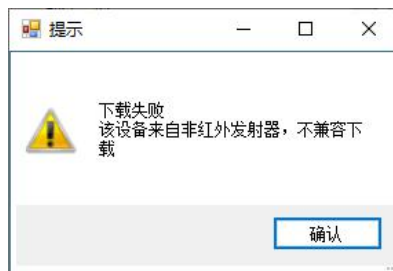 提示
下载失败
该设备来自非红外发射器，不兼容下
载
确认